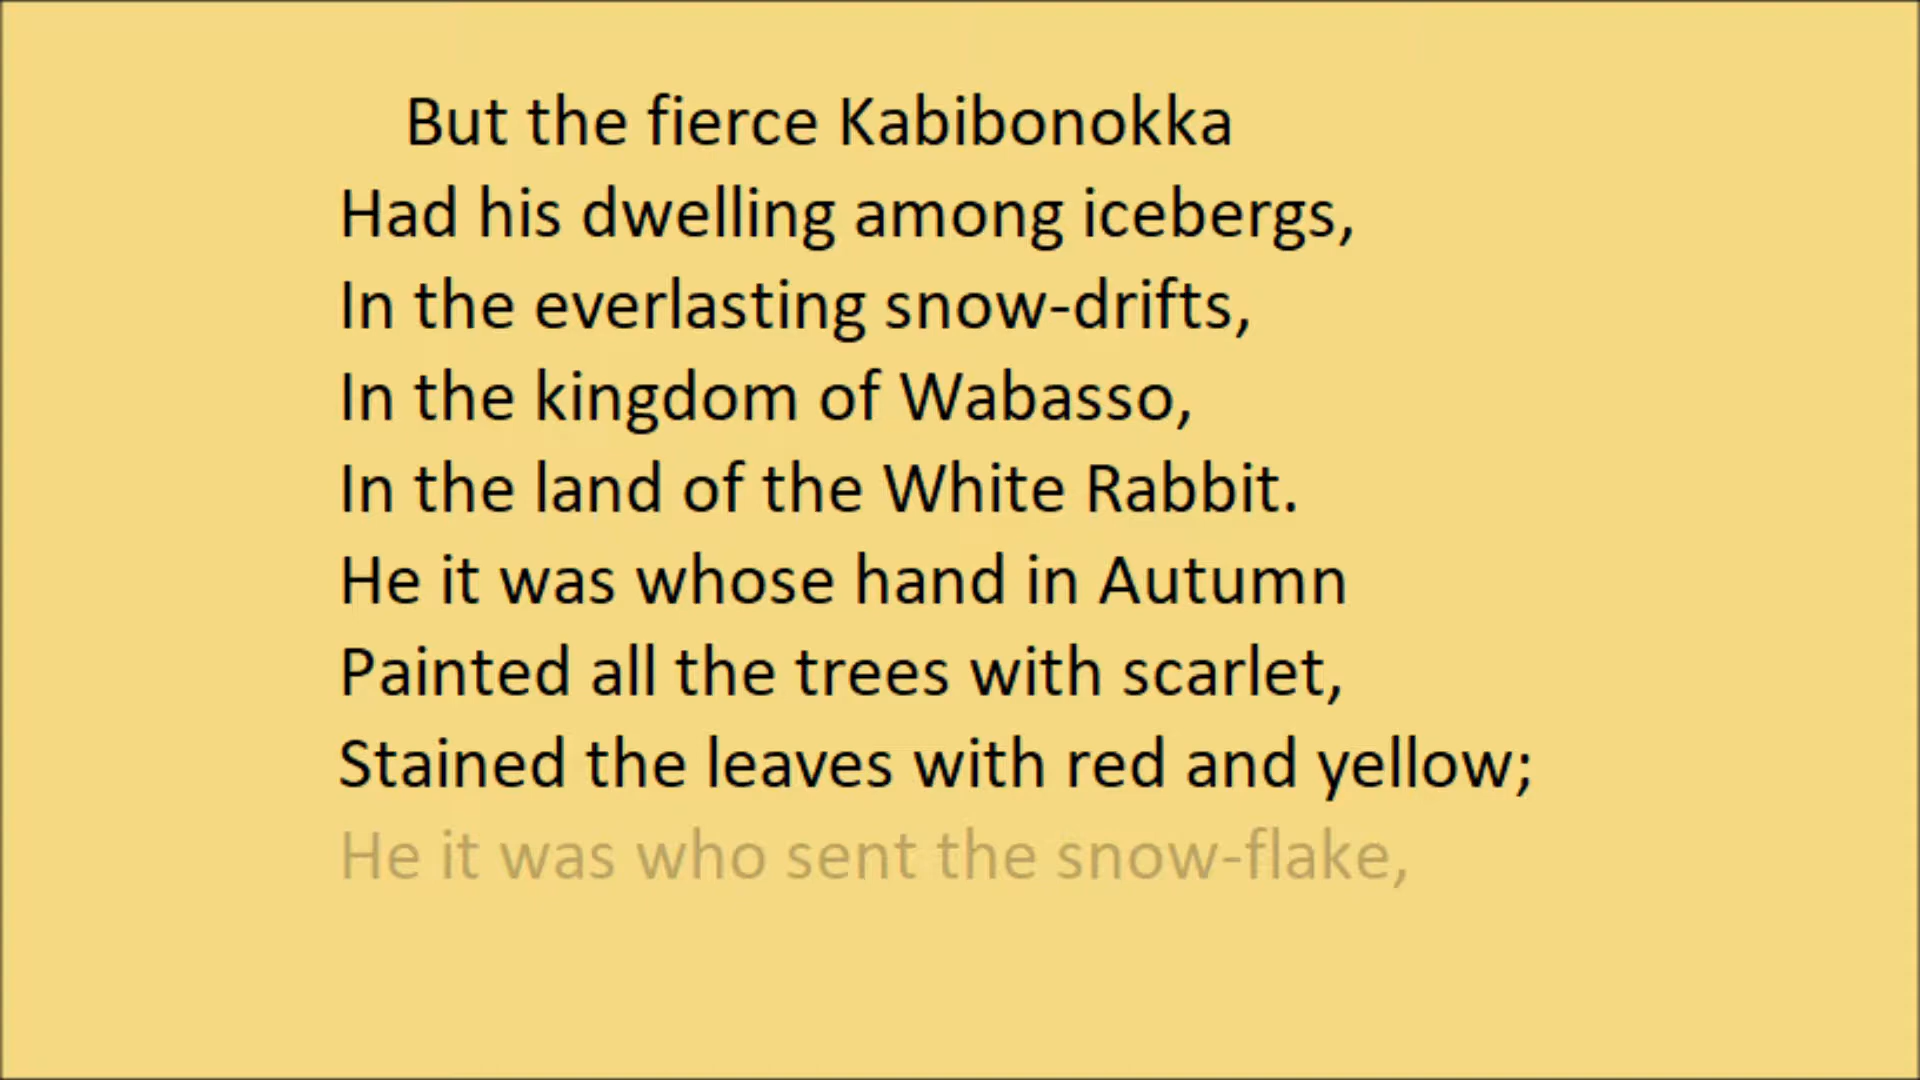 But the fierce Kabibonokka
Had his dwelling among icebergs,
In the everlasting snow-drifts,
In the kingdom of Wabasso,
In the land of the White Rabbit.
He it was whose hand in Autumn
Painted all the trees with scarlet,
Stained the leaves with red and yellow;
He it was who sent the snow-flake,